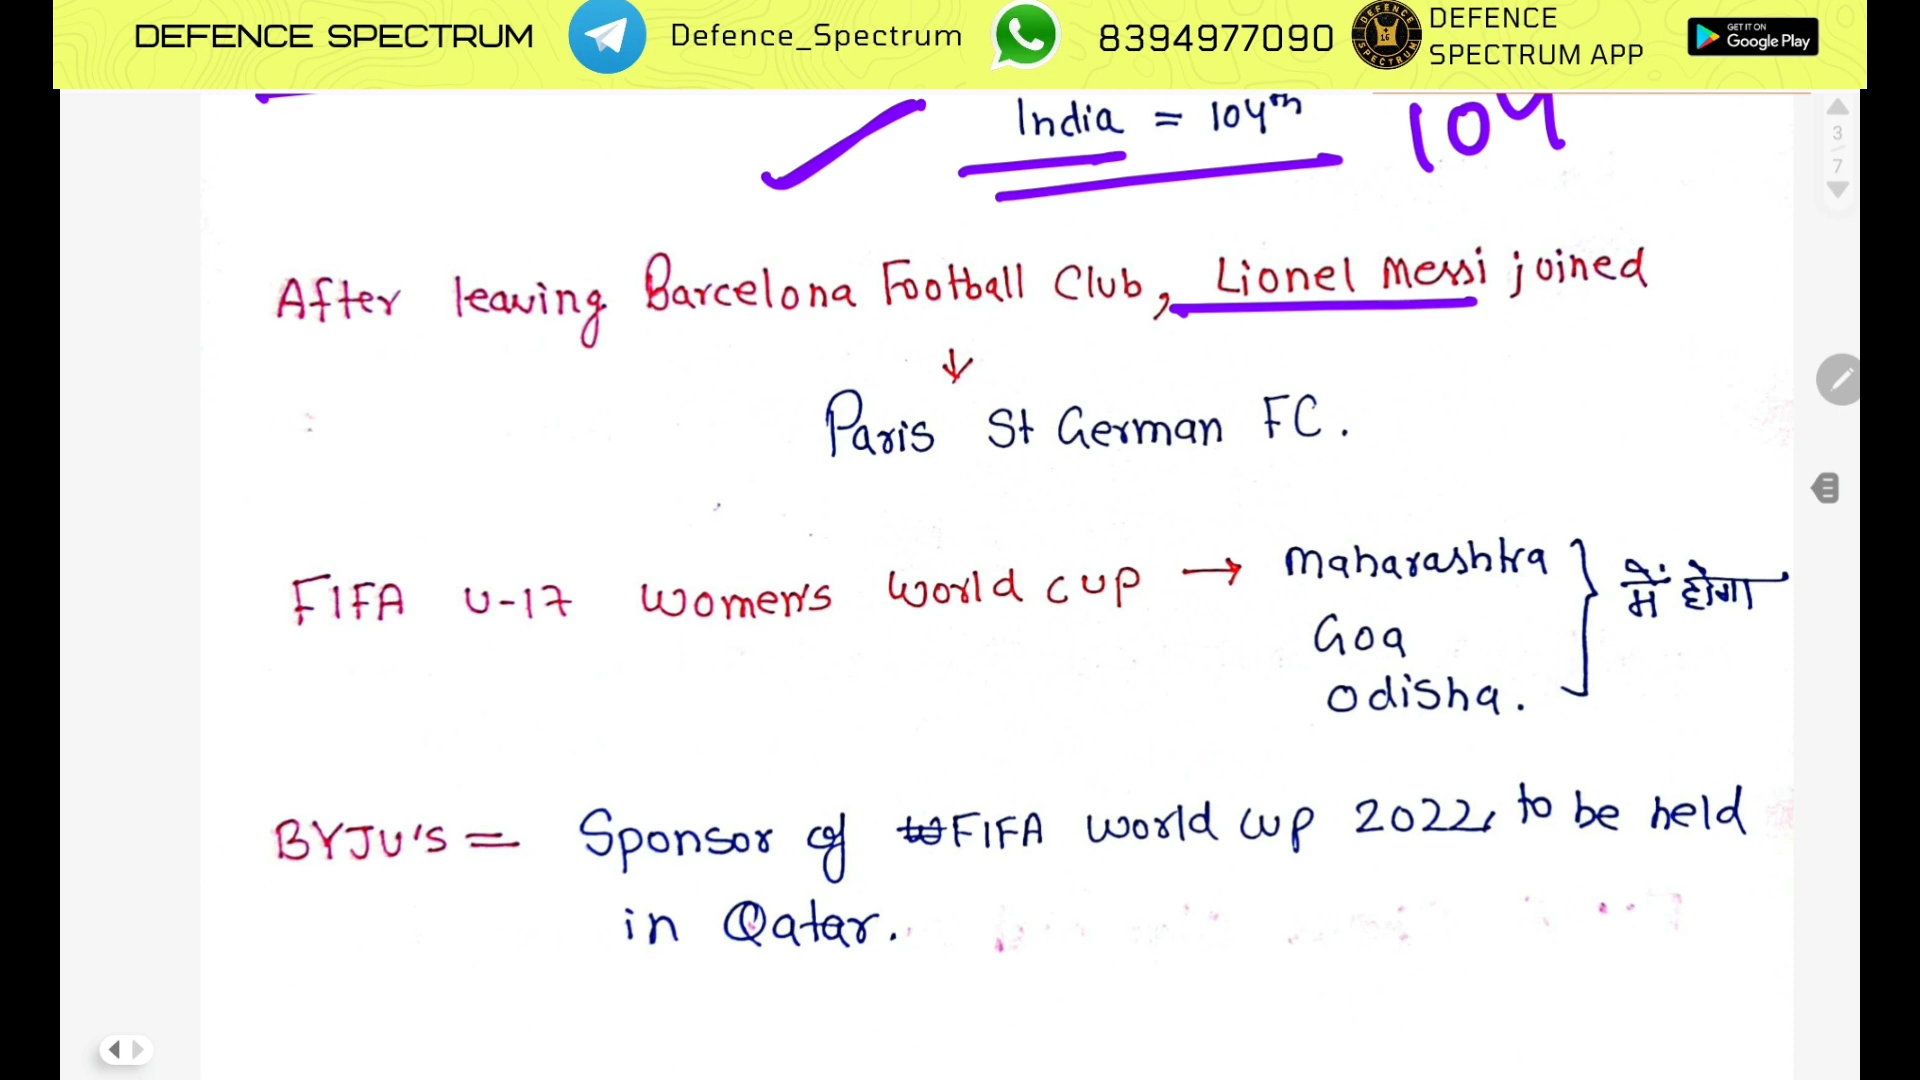 DEFENCE SPECTRUM Defence_Spectrum 8394977090 DEFENCE SPECTRUM APP GET IT ON Google Play
India = 104th 104
3
7
After leaving Barcelona Football Club, Lionel Messi joined
Paris St German FC.
FIFA U-17 women's world cup → Maharashtra
Goa
Odisha.
में होगा
BYJU'S = Sponsor of FIFA world cup 2022, to be held
in Qatar.